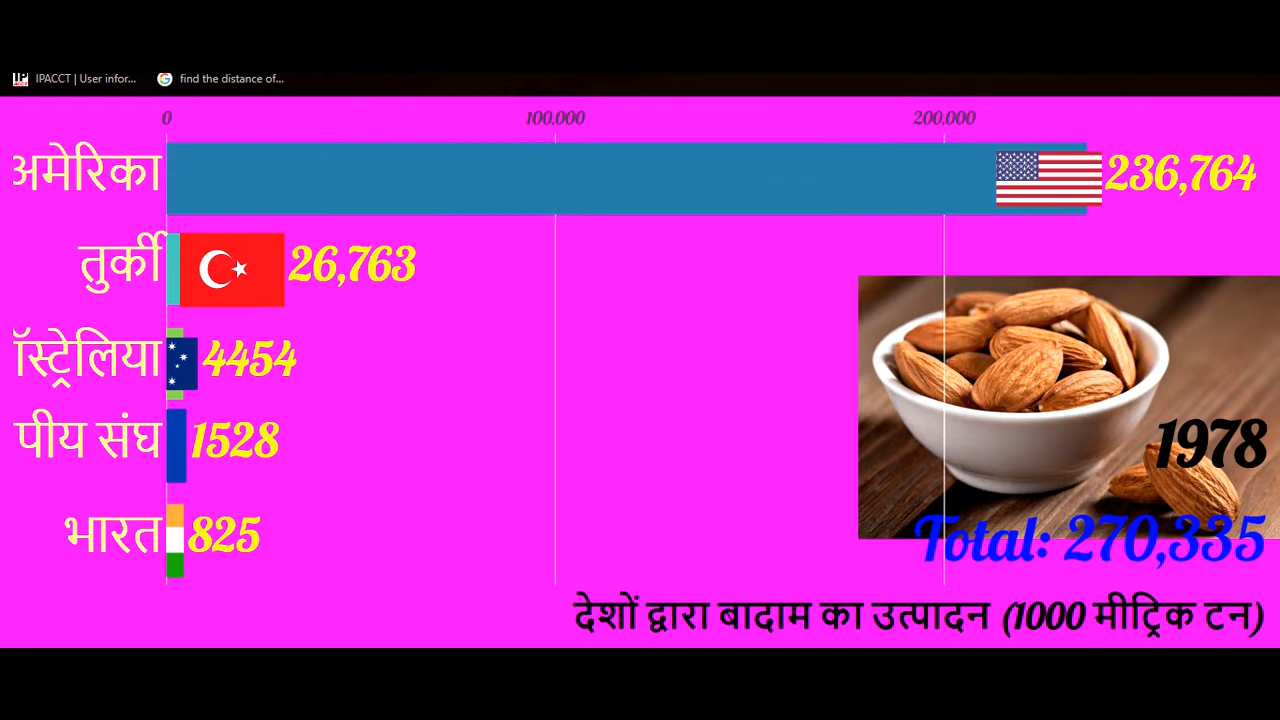 IPACCT | User infor... find the distance of...
0 100,000 200,000
अमेरिका 236,764
तुर्की 26,763
ॉस्ट्रेलिया 4454
पीय संघ 1528
भारत 825
1978
Total: 270,335
देशों द्वारा बादाम का उत्पादन (1000 मीट्रिक टन)